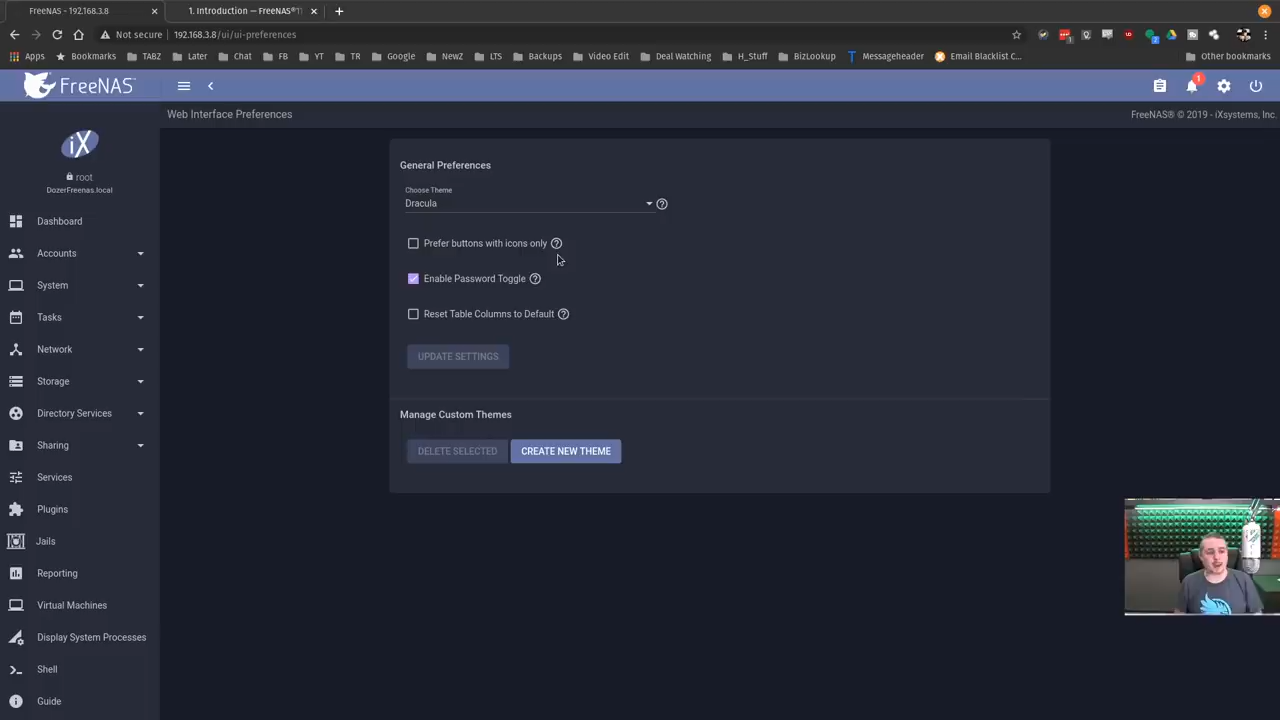 FreeNAS - 192.168.3.8
1. Introduction — FreeNAS®
Not secure
192.168.3.8/ui/ui-preferences
Apps
Bookmarks
TABZ
Later
Chat
FB
YT
TR
Google
NewZ
LTS
Backups
Video Edit
Deal Watching
H_Stuff
BizLookup
Messageheader
Email Blacklist C...
Other bookmarks
FreeNAS
1
iX
root
DozerFreenas.local
Web Interface Preferences
FreeNAS® © 2019 - iXsystems, Inc.
Dashboard
Accounts
System
Tasks
Network
Storage
Directory Services
Sharing
Services
Plugins
Jails
Reporting
Virtual Machines
Display System Processes
Shell
Guide
General Preferences
Choose Theme
Dracula
Prefer buttons with icons only
Enable Password Toggle
Reset Table Columns to Default
UPDATE SETTINGS
Manage Custom Themes
DELETE SELECTED
CREATE NEW THEME